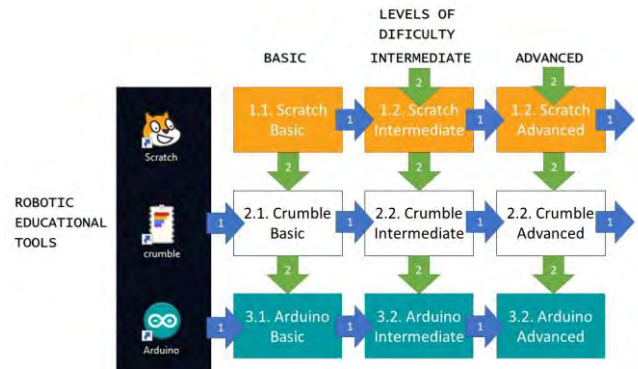 LEVELS OF
DIFICULTY
BASIC INTERMEDIATE ADVANCED
2 2
1.1. Scratch 1.2. Scratch 1.2. Scratch
Basic 1 Intermediate 1 Advanced 1
Scratch
2 2 2
ROBOTIC
EDUCATIONAL
TOOLS
1 2.1. Crumble 1 2.2. Crumble 1 2.2. Crumble 1
Basic Intermediate Advanced
crumble
2 2 2
3.1. Arduino 3.2. Arduino 3.2. Arduino
1 Basic 1 Intermediate 1 Advanced
Arduino